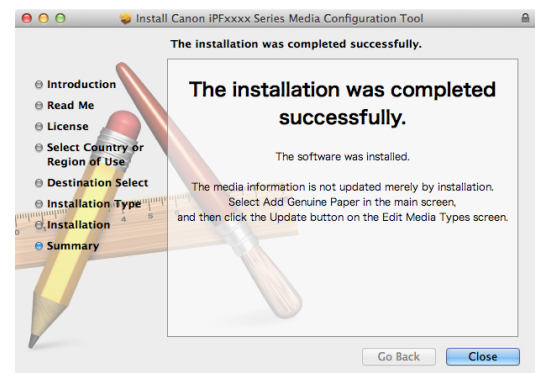 Install Canon iPFxxxx Series Media Configuration Tool
The installation was completed successfully.
Introduction
Read Me
License
Select Country or
Region of Use
Destination Select
Installation Type
Installation
Summary
The installation was completed
successfully.
The software was installed.
The media information is not updated merely by installation.
Select Add Genuine Paper in the main screen,
and then click the Update button on the Edit Media Types screen.
4 5
Go Back
Close